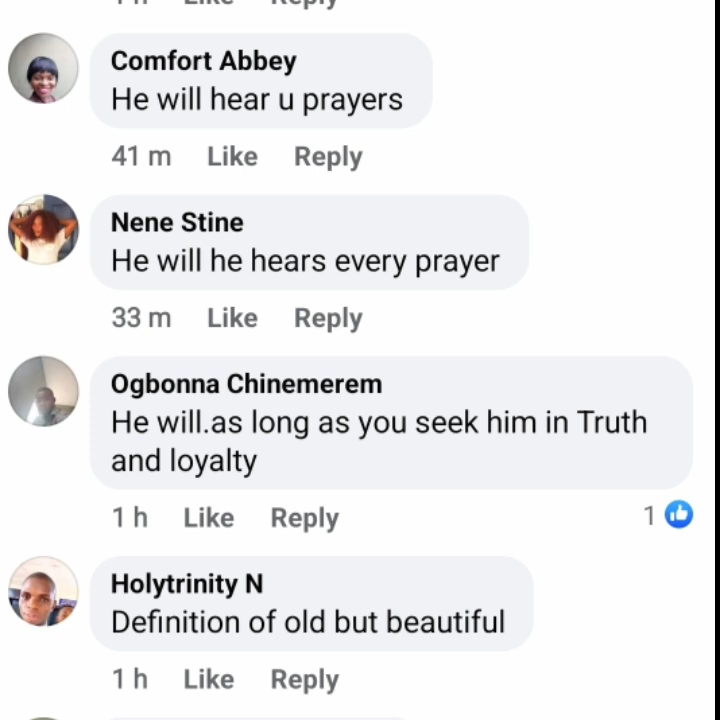 Comfort Abbey
He will hear u prayers
41 m Like Reply
Nene Stine
He will he hears every prayer
33 m Like Reply
Ogbonna Chinemerem
He will.as long as you seek him in Truth
and loyalty
1 h Like Reply 1
Holytrinity N
Definition of old but beautiful
1 h Like Reply